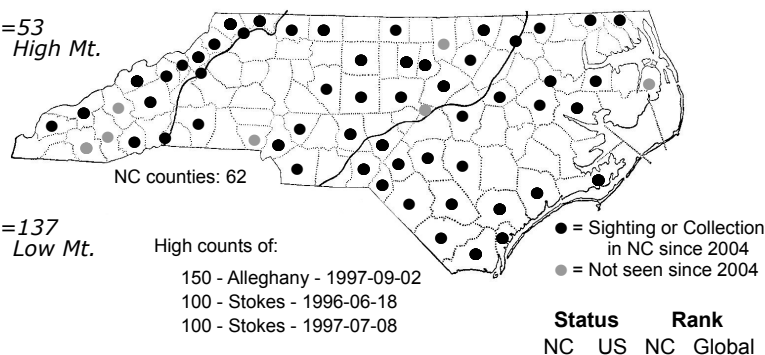 =53
High Mt.
NC counties: 62
=137
Low Mt.
High counts of:
150 - Alleghany - 1997-09-02
100 - Stokes - 1996-06-18
100 - Stokes - 1997-07-08
= Sighting or Collection
in NC since 2004
= Not seen since 2004
Status Rank
NC US NC Global